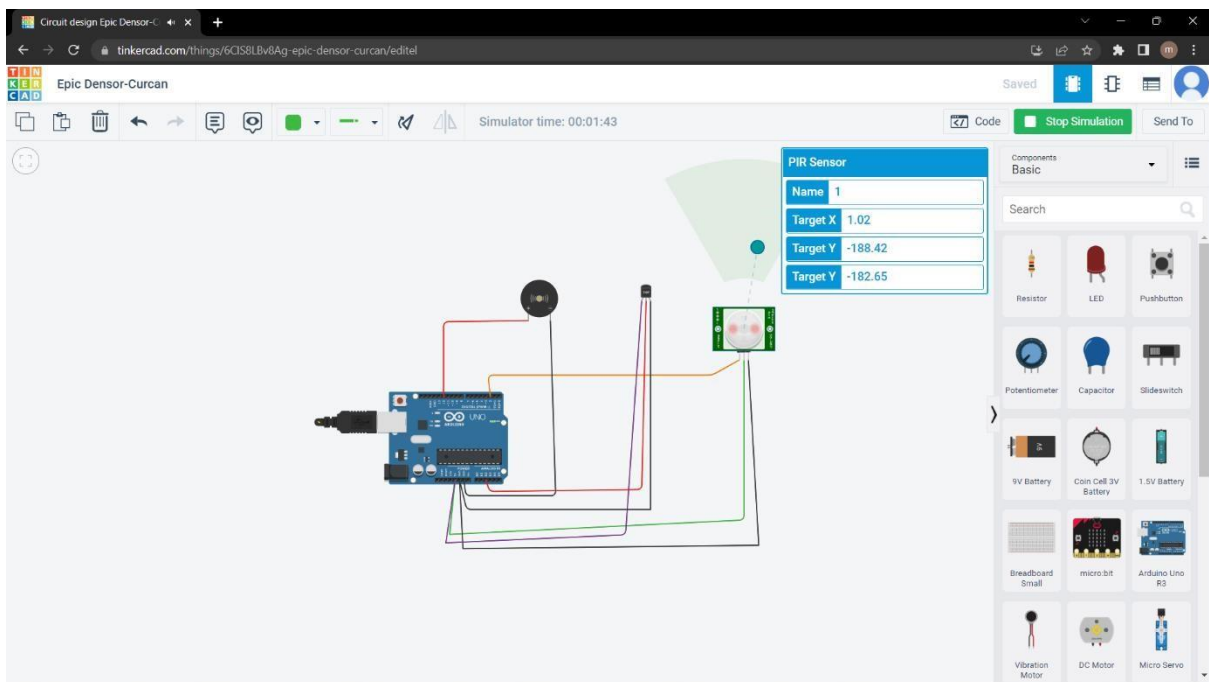 Circuit design Epic Densor-C
tinkercad.com/things/6CIS8LBv8Ag-epic-densor-curcan/editel
m
TIN
KER
CAD
Epic Densor-Curcan
Saved
Simulator time: 00:01:43
Code
Stop Simulation
Send To
PIR Sensor
Name 1
Target X 1.02
Target Y -188.42
Target Y -182.65
Components
Basic
Search
Resistor
LED
Pushbutton
Potentiometer
Capacitor
Slideswitch
9V
9V Battery
Coin Cell 3V
Battery
1.5V Battery
Breadboard
Small
micro:bit
Arduino Uno
R3
Vibration
Motor
DC Motor
Micro Servo
UNO